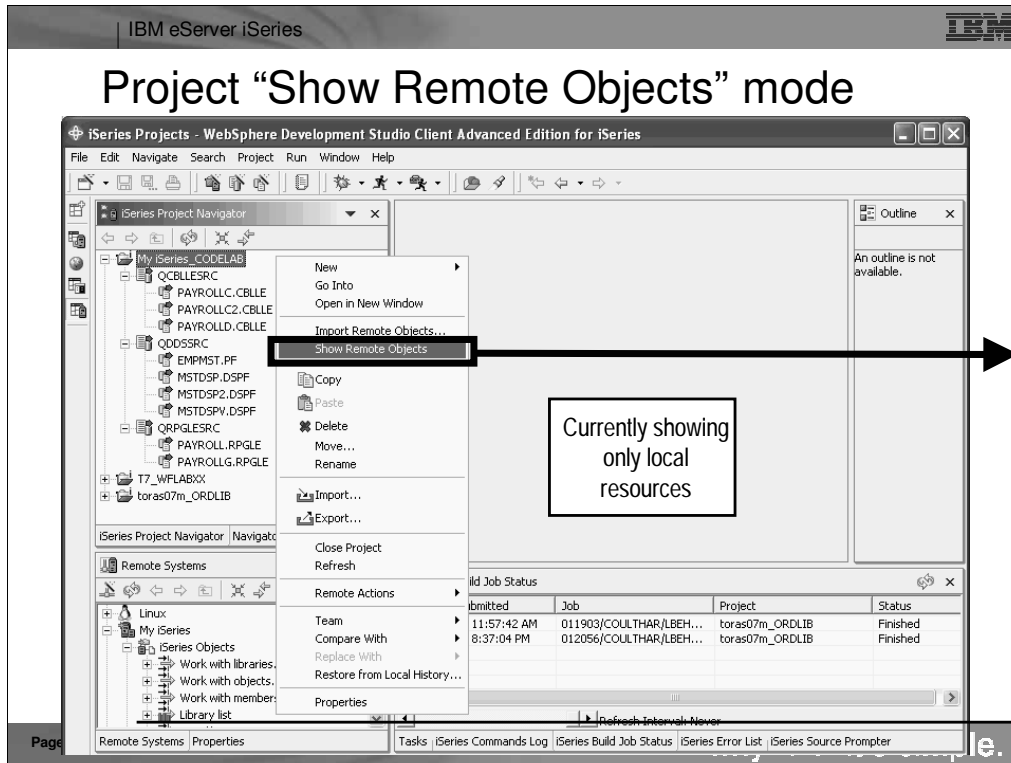 IBM eServer iSeries
IBM
Project “Show Remote Objects” mode
iSeries Projects - WebSphere Development Studio Client Advanced Edition for iSeries
File Edit Navigate Search Project Run Window Help
iSeries Project Navigator
My iSeries_CODELAB
QCBLLESRC
PAYROLLC.CBLLE
PAYROLLC2.CBLLE
PAYROLLD.CBLLE
QDDSSRC
EMPMST.PF
MSTDSP.DSPF
MSTDSP2.DSPF
MSTDSPV.DSPF
QRPGLESRC
PAYROLL.RPGLE
PAYROLLG.RPGLE
T7_WFLABXX
toras07m_ORDLIB
iSeries Project Navigator Navigato
New
Go Into
Open in New Window
Import Remote Objects...
Show Remote Objects
Copy
Paste
Delete
Move...
Rename
Import...
Export...
Close Project
Refresh
Remote Actions
Team
Compare With
Replace With
Restore from Local History...
Properties
Currently showing
only local
resources
Outline
An outline is not
available.
Remote Systems
Linux
My iSeries
iSeries Objects
Work with libraries.
Work with objects.
Work with member
Library list
Remote Systems Properties
ild Job Status
bmitted Job Project Status
11:57:42 AM 011903/COULTHAR/LBEH... toras07m_ORDLIB Finished
8:37:04 PM 012056/COULTHAR/LBEH... toras07m_ORDLIB Finished
Refresh Interval: Never
Tasks iSeries Commands Log iSeries Build Job Status iSeries Error List iSeries Source Prompter
Page